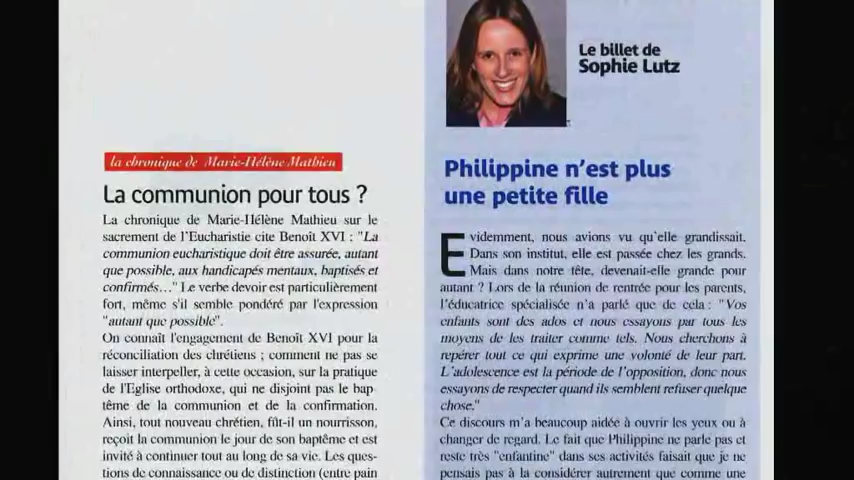 la chronique de Marie-Hélène Mathieu
La communion pour tous ?
La chronique de Marie-Hélène Mathieu sur le
sacrement de l'Eucharistie cite Benoît XVI : "La
communion eucharistique doit être assurée, autant
que possible, aux handicapés mentaux, baptisés et
confirmés…" Le verbe devoir est particulièrement
fort, même s'il semble pondéré par l'expression
"autant que possible".
On connaît l'engagement de Benoît XVI pour la
réconciliation des chrétiens ; comment ne pas se
laisser interpeller, à cette occasion, sur la pratique
de l'Eglise orthodoxe, qui ne disjoint pas le bap-
tême de la communion et de la confirmation.
Ainsi, tout nouveau chrétien, fût-il un nourrisson,
reçoit la communion le jour de son baptême et est
invité à continuer tout au long de sa vie. Les ques-
tions de connaissance ou de distinction (entre pain
Le billet de
Sophie Lutz
Philippine n'est plus
une petite fille
Evidemment, nous avions vu qu'elle grandissait.
Dans son institut, elle est passée chez les grands.
Mais dans notre tête, devenait-elle grande pour
autant ? Lors de la réunion de rentrée pour les parents,
l'éducatrice spécialisée n'a parlé que de cela : "Vos
enfants sont des ados et nous essayons par tous les
moyens de les traiter comme tels. Nous cherchons à
repérer tout ce qui exprime une volonté de leur part.
L'adolescence est la période de l'opposition, donc nous
essayons de respecter quand ils semblent refuser quelque
chose."
Ce discours m'a beaucoup aidée à ouvrir les yeux ou à
changer de regard. Le fait que Philippine ne parle pas et
reste très "enfantine" dans ses activités faisait que je ne
pensais pas à la considérer autrement que comme une